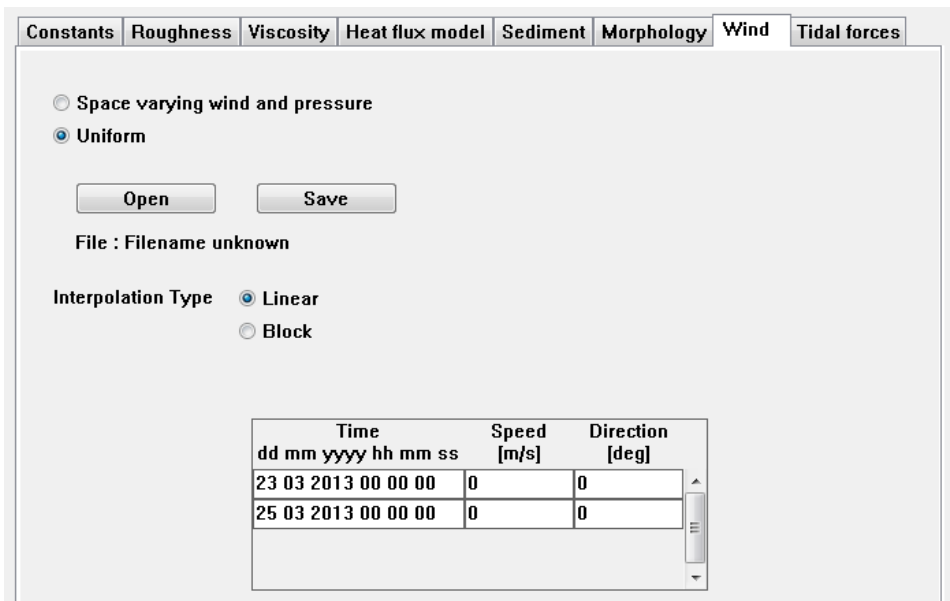 Constants Roughness Viscosity Heat flux model Sediment Morphology Wind Tidal forces
Space varying wind and pressure
Uniform
Open Save
File : Filename unknown
Interpolation Type Linear
Block
Time Speed Direction
dd mm yyyy hh mm ss [m/s] [deg]
23 03 2013 00 00 00 0 0
25 03 2013 00 00 00 0 0